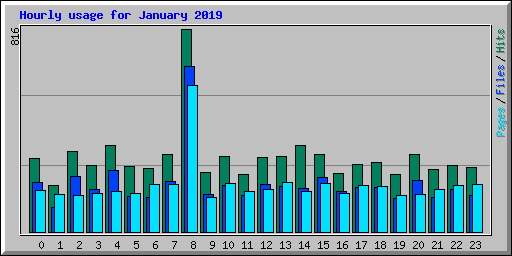 Hourly usage for January 2019
816
Pages / Files / Hits
0 1 2 3 4 5 6 7 8 9 10 11 12 13 14 15 16 17 18 19 20 21 22 23